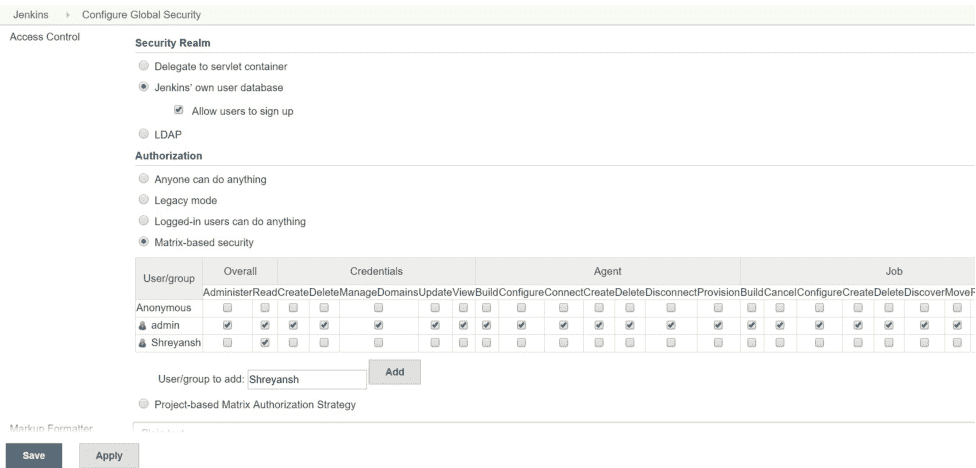 Jenkins Configure Global Security
Access Control
Security Realm
Delegate to servlet container
Jenkins' own user database
Allow users to sign up
LDAP
Authorization
Anyone can do anything
Legacy mode
Logged-in users can do anything
Matrix-based security
User/group Overall Credentials Agent Job
Administer Read Create Delete ManageDomains Update View Build Configure Connect Create Delete Disconnect Provision Build Cancel Configure Create Delete Discover Move
Anonymous
admin
Shreyansh
User/group to add: Shreyansh Add
Project-based Matrix Authorization Strategy
Markup Formatter
Save Apply